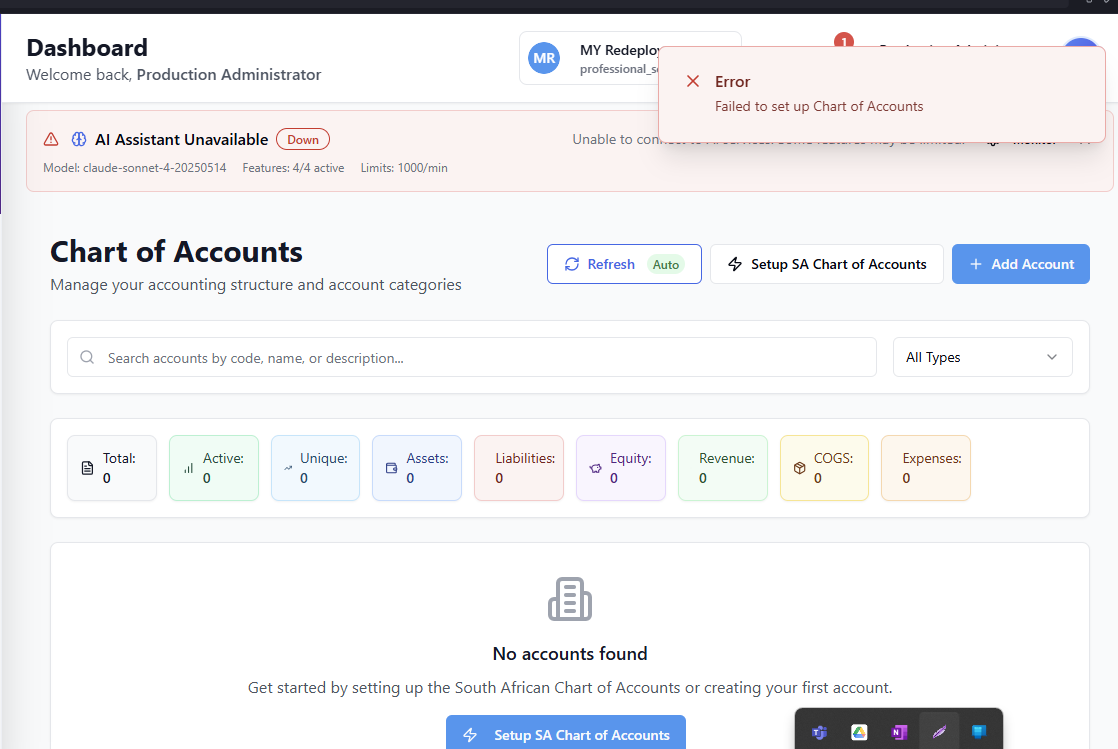 Dashboard
Welcome back, Production Administrator
MR
MY Redeploy
professional_s
1
Error
Failed to set up Chart of Accounts
AI Assistant Unavailable
Down
Unable to
Model: claude-sonnet-4-20250514 Features: 4/4 active Limits: 1000/min
Chart of Accounts
Manage your accounting structure and account categories
Refresh Auto
Setup SA Chart of Accounts
Add Account
Search accounts by code, name, or description...
All Types
Total:
0
Active:
0
Unique:
0
Assets:
0
Liabilities:
0
Equity:
0
Revenue:
0
COGS:
0
Expenses:
0
No accounts found
Get started by setting up the South African Chart of Accounts or creating your first account.
Setup SA Chart of Accounts